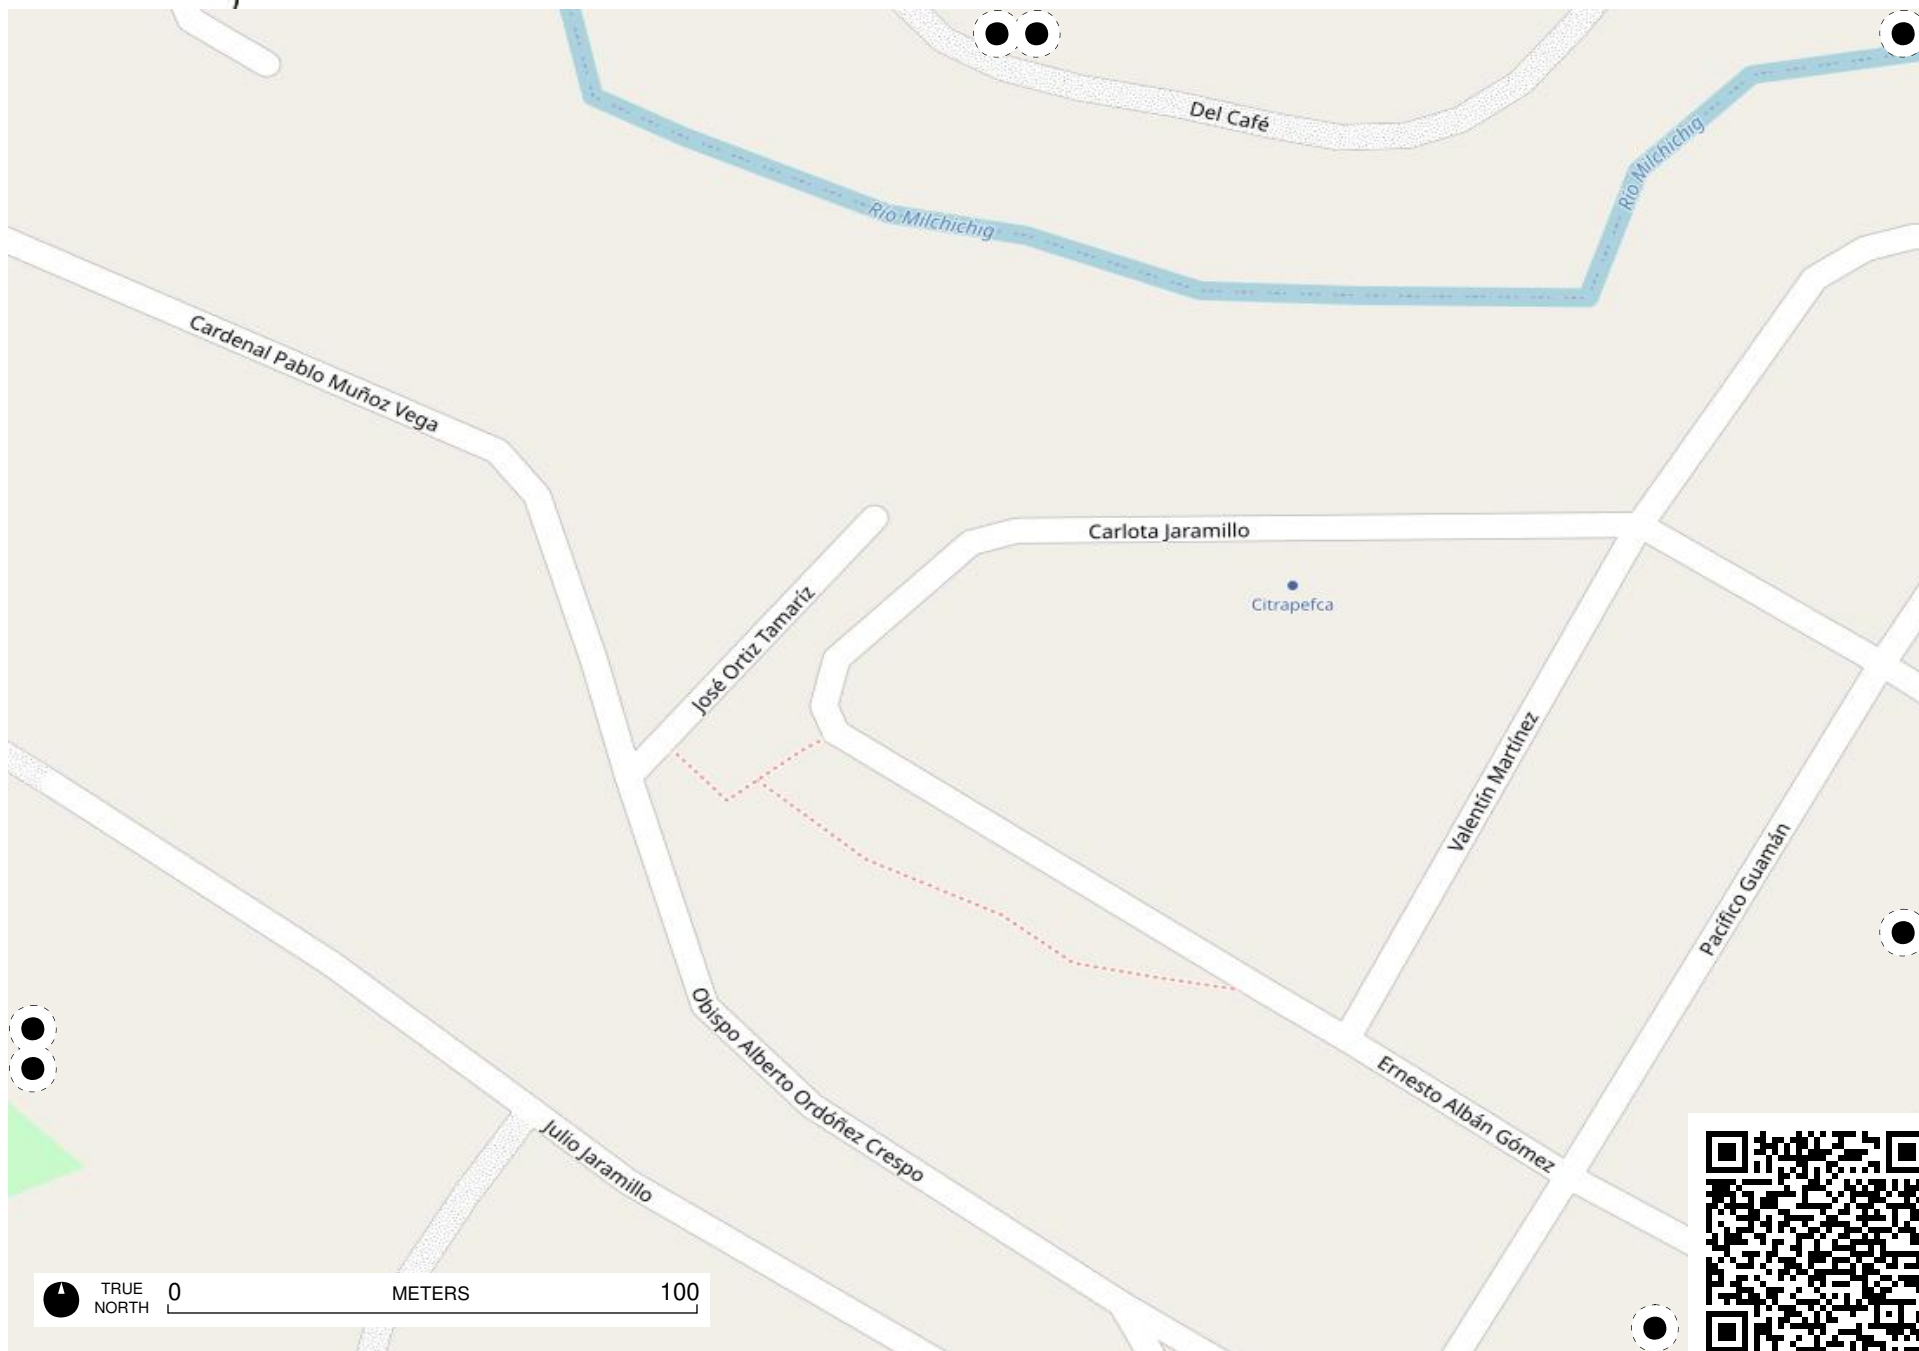 Del Café
Río Milchichig
Río Milchichig
Cardenal Pablo Muñoz Vega
Carlota Jaramillo
Citrapefca
José Ortiz Tamaríz
Valentín Martínez
Pacífico Guamán
Obispo Alberto Ordóñez Crespo
Ernesto Albán Gómez
Julio Jaramillo
TRUE
NORTH
0 METERS 100